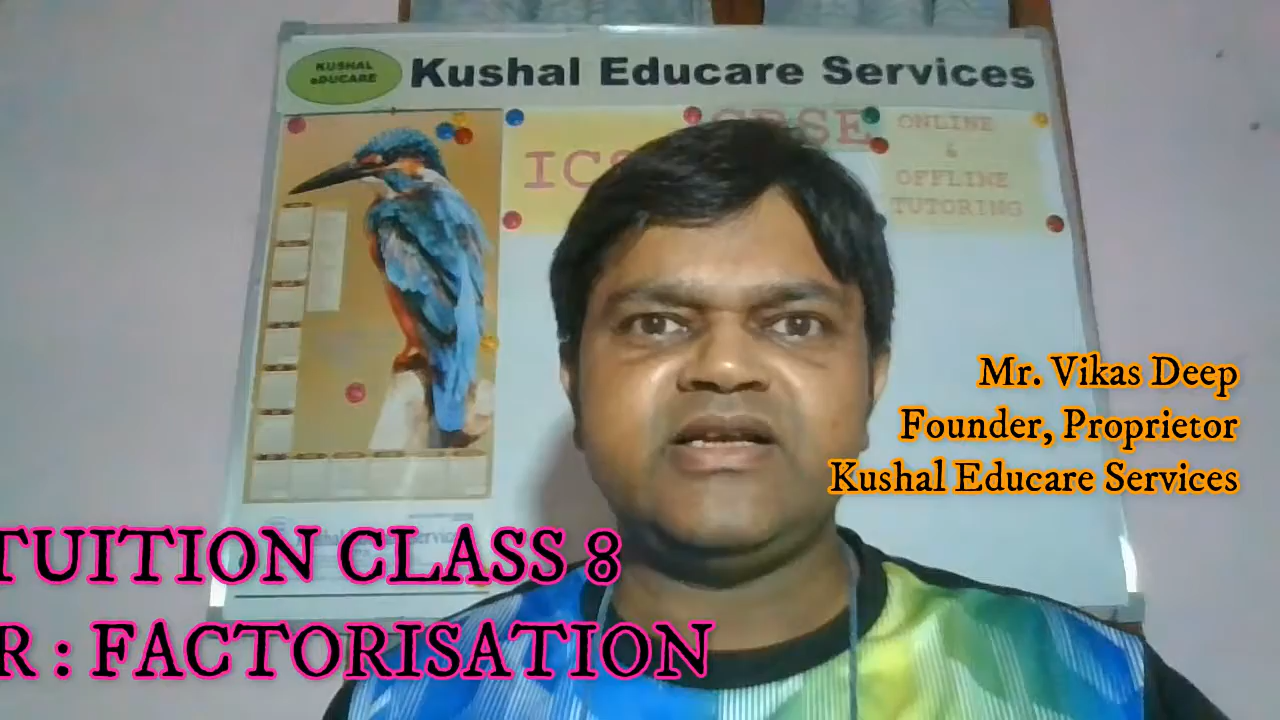 KUSHAL
eDUCARE
Kushal Educare Services
CBSE
ONLINE
&
OFFLINE
TUTORING
Mr. Vikas Deep
Founder, Proprietor
Kushal Educare Services
TUITION CLASS 8
R : FACTORISATION